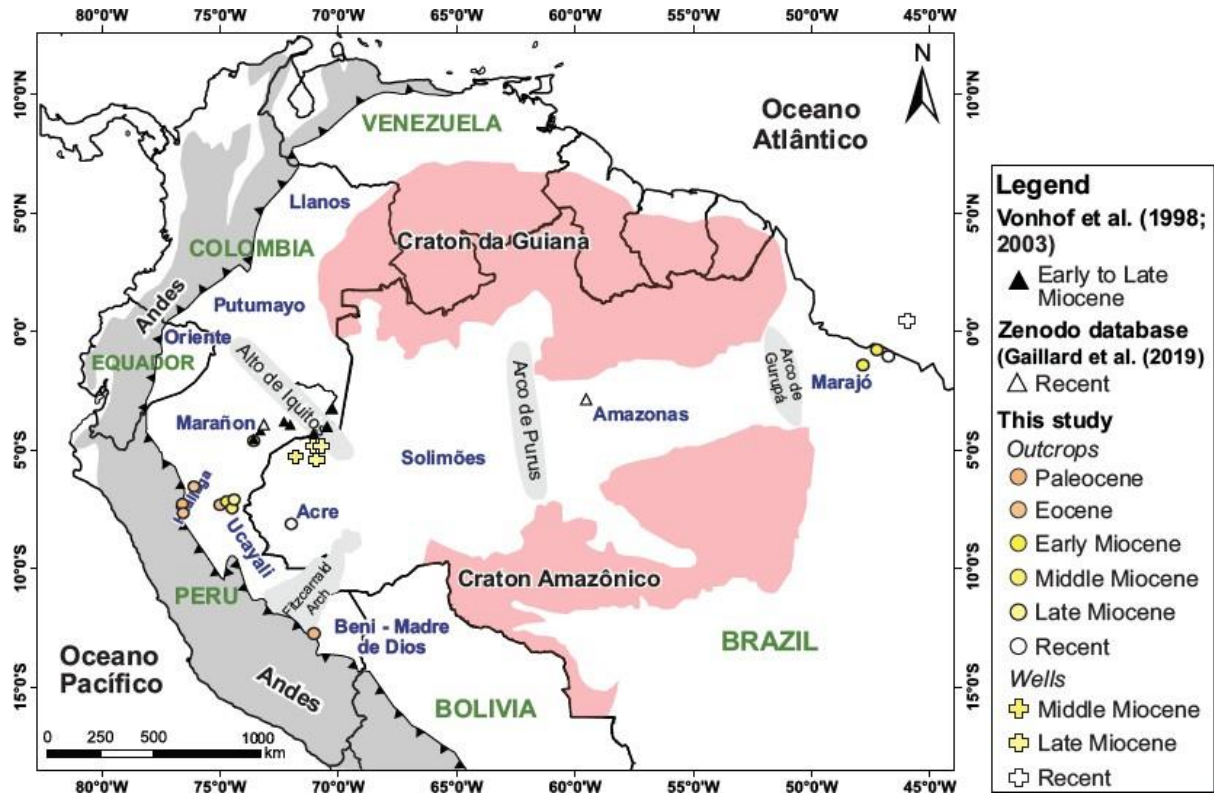 80°0'W 75°0'W 70°0'W 65°0'W 60°0'W 55°0'W 50°0'W 45°0'W
N
10°0'N
10°0'N
Oceano
Atlântico
VENEZUELA
Llanos
5°0'N
5°0'N
Craton da Guiana
COLOMBIA
Andes
Putumayo
0°0'
0°0'
Oriente
EQUADOR
Alto de Iquitos
Arco de Purus
Arco de
Gurupá
Marajó
Marañon
Amazonas
5°0'S
5°0'S
Solimões
Acre
Ucayali
10°0'S
10°0'S
Craton Amazônico
PERU
Fitzcarrald
Arch
Beni - Madre
de Dios
BRAZIL
Oceano
Pacífico
15°0'S
15°0'S
Andes
BOLIVIA
0 250 500 1000
km
80°0'W 75°0'W 70°0'W 65°0'W 60°0'W 55°0'W 50°0'W 45°0'W
Legend
Vonhof et al. (1998;
2003)
Early to Late
Miocene
Zenodo database
(Gaillard et al. (2019)
Recent
This study
Outcrops
Paleocene
Eocene
Early Miocene
Middle Miocene
Late Miocene
Recent
Wells
Middle Miocene
Late Miocene
Recent